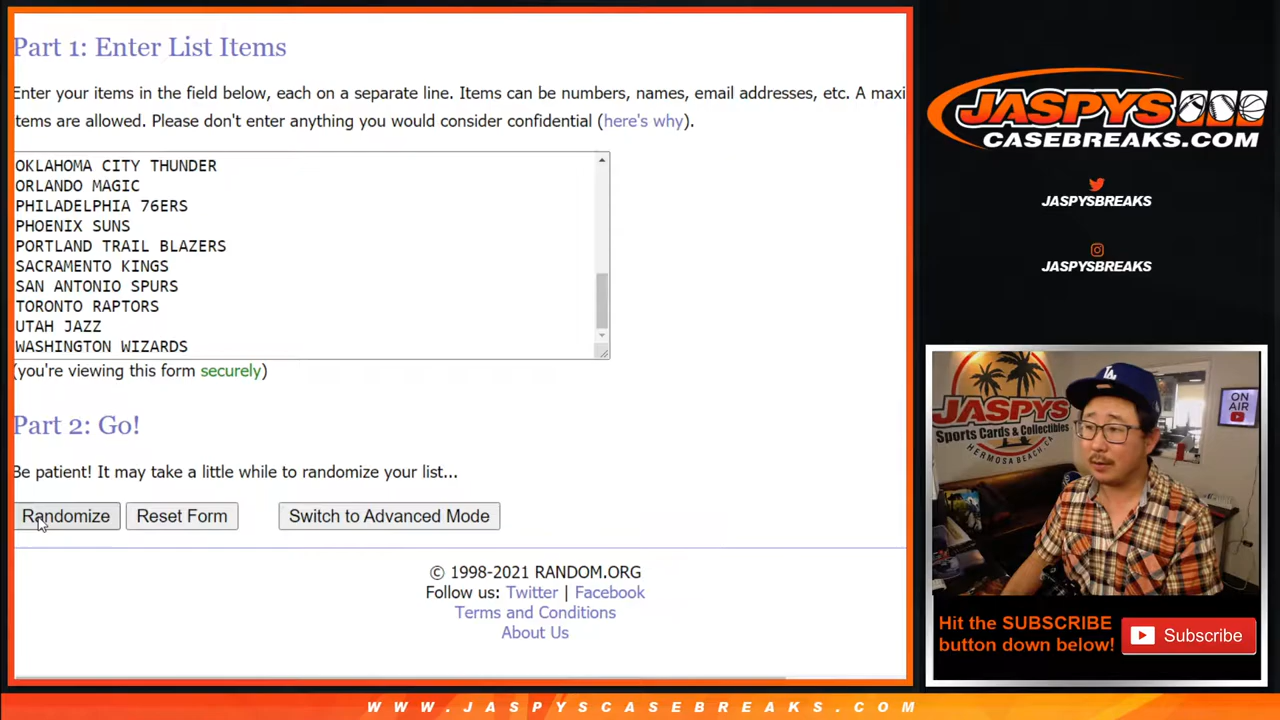 Part 1: Enter List Items
Enter your items in the field below, each on a separate line. Items can be numbers, names, email addresses, etc. A maxi
tems are allowed. Please don't enter anything you would consider confidential (here's why).
OKLAHOMA CITY THUNDER
ORLANDO MAGIC
PHILADELPHIA 76ERS
PHOENIX SUNS
PORTLAND TRAIL BLAZERS
SACRAMENTO KINGS
SAN ANTONIO SPURS
TORONTO RAPTORS
UTAH JAZZ
WASHINGTON WIZARDS
(you're viewing this form securely)
Part 2: Go!
Be patient! It may take a little while to randomize your list...
Randomize
Reset Form
Switch to Advanced Mode
© 1998-2021 RANDOM.ORG
Follow us: Twitter | Facebook
Terms and Conditions
About Us
JASPYS
CASEBREAKS.COM
JASPYSBREAKS
JASPYSBREAKS
JASPYS
Sports Cards & Collectibles
HERMOSA BEACH, CA
LA
ON
AIR
Hit the SUBSCRIBE
button down below!
Subscribe
WWW.JASPYSCASEBREAKS.COM